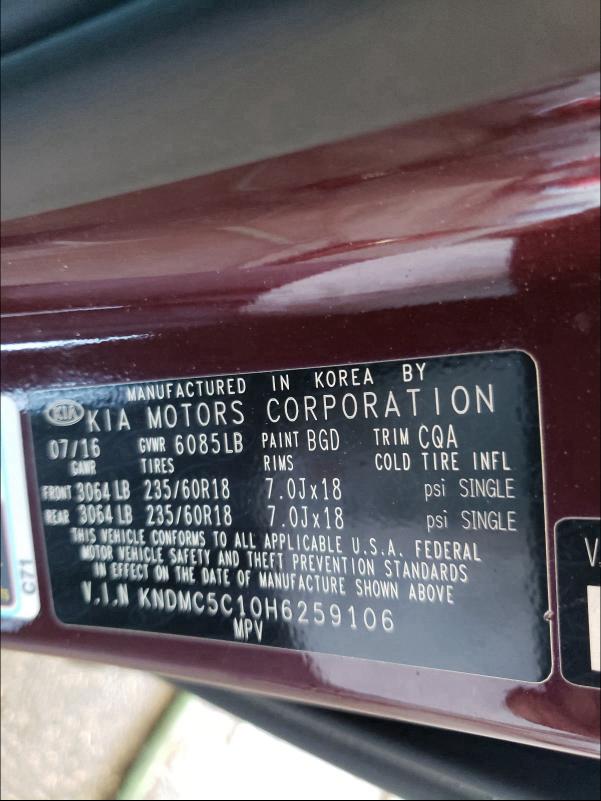 MANUFACTURED IN KOREA BY
KIA KIA MOTORS CORPORATION
07/16 GVWR 6085LB PAINT BGD TRIM CQA
GAWR TIRES RIMS COLD TIRE INFL
FRONT 3064LB 235/60R18 7.0Jx18 psi SINGLE
REAR 3064LB 235/60R18 7.0Jx18 psi SINGLE
THIS VEHICLE CONFORMS TO ALL APPLICABLE U.S.A. FEDERAL
MOTOR VEHICLE SAFETY AND THEFT PREVENTION STANDARDS
IN EFFECT ON THE DATE OF MANUFACTURE SHOWN ABOVE
V.I.N KNDMC5C10H6259106
MPV
C71
V.